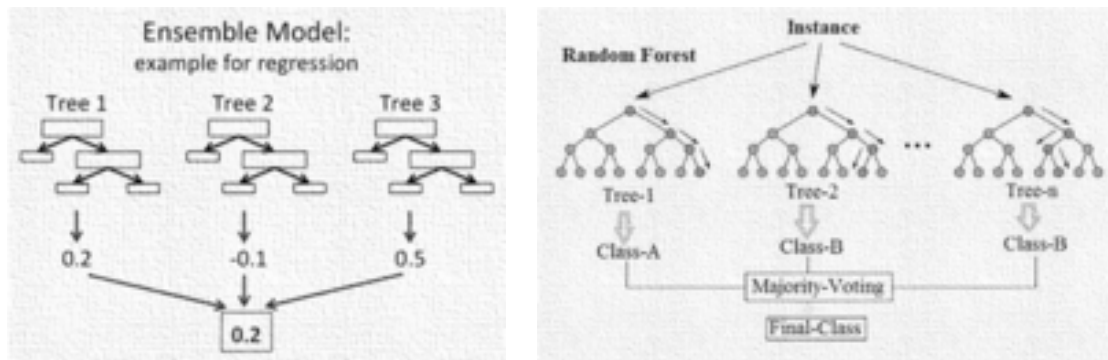 Ensemble Model:
example for regression
Tree 1 Tree 2 Tree 3
0.2 -0.1 0.5
0.2
Instance
Random Forest
...
Tree-1 Tree-2 Tree-n
Class-A Class-B Class-B
Majority-Voting
Final-Class